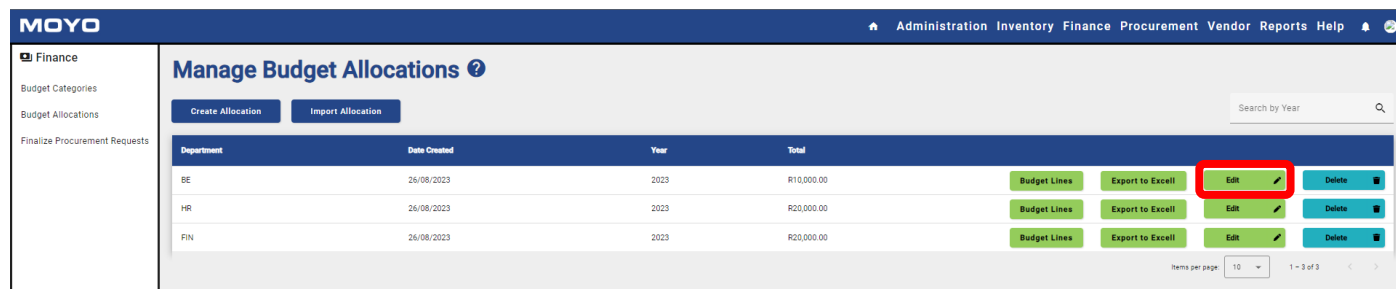 MOYO
Administration Inventory Finance Procurement Vendor Reports Help
Finance
Budget Categories
Budget Allocations
Finalize Procurement Requests
Manage Budget Allocations ?
Create Allocation Import Allocation
Search by Year
Department Date Created Year Total
BE 26/08/2023 2023 R10,000.00 Budget Lines Export to Excell Edit Delete
HR 26/08/2023 2023 R20,000.00 Budget Lines Export to Excell Edit Delete
FIN 26/08/2023 2023 R20,000.00 Budget Lines Export to Excell Edit Delete
Items per page: 10 1 – 3 of 3